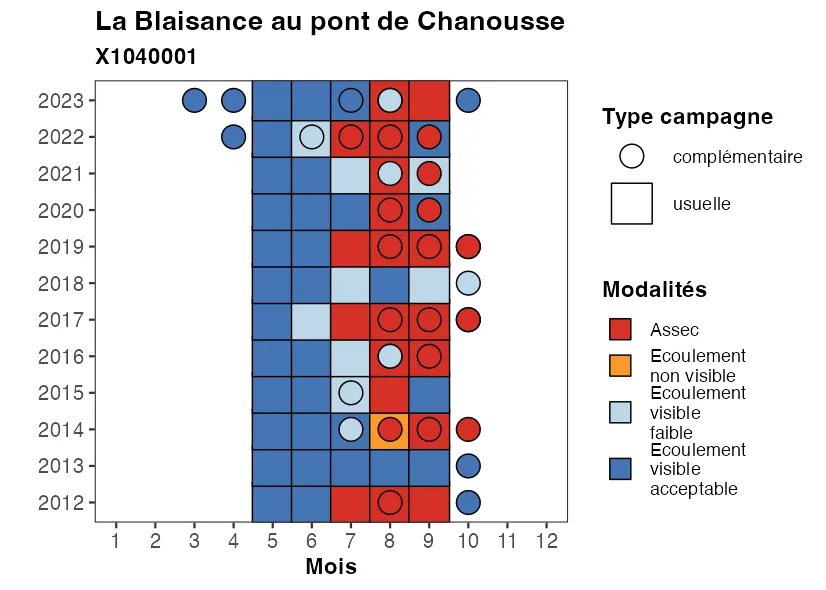 La Blaisance au pont de Chanousse
X1040001
2023
2022
2021
2020
2019
2018
2017
2016
2015
2014
2013
2012
1 2 3 4 5 6 7 8 9 10 11 12
Mois
Type campagne
complémentaire
usuelle
Modalités
Assec
Ecoulement
non visible
Ecoulement
visible
faible
Ecoulement
visible
acceptable